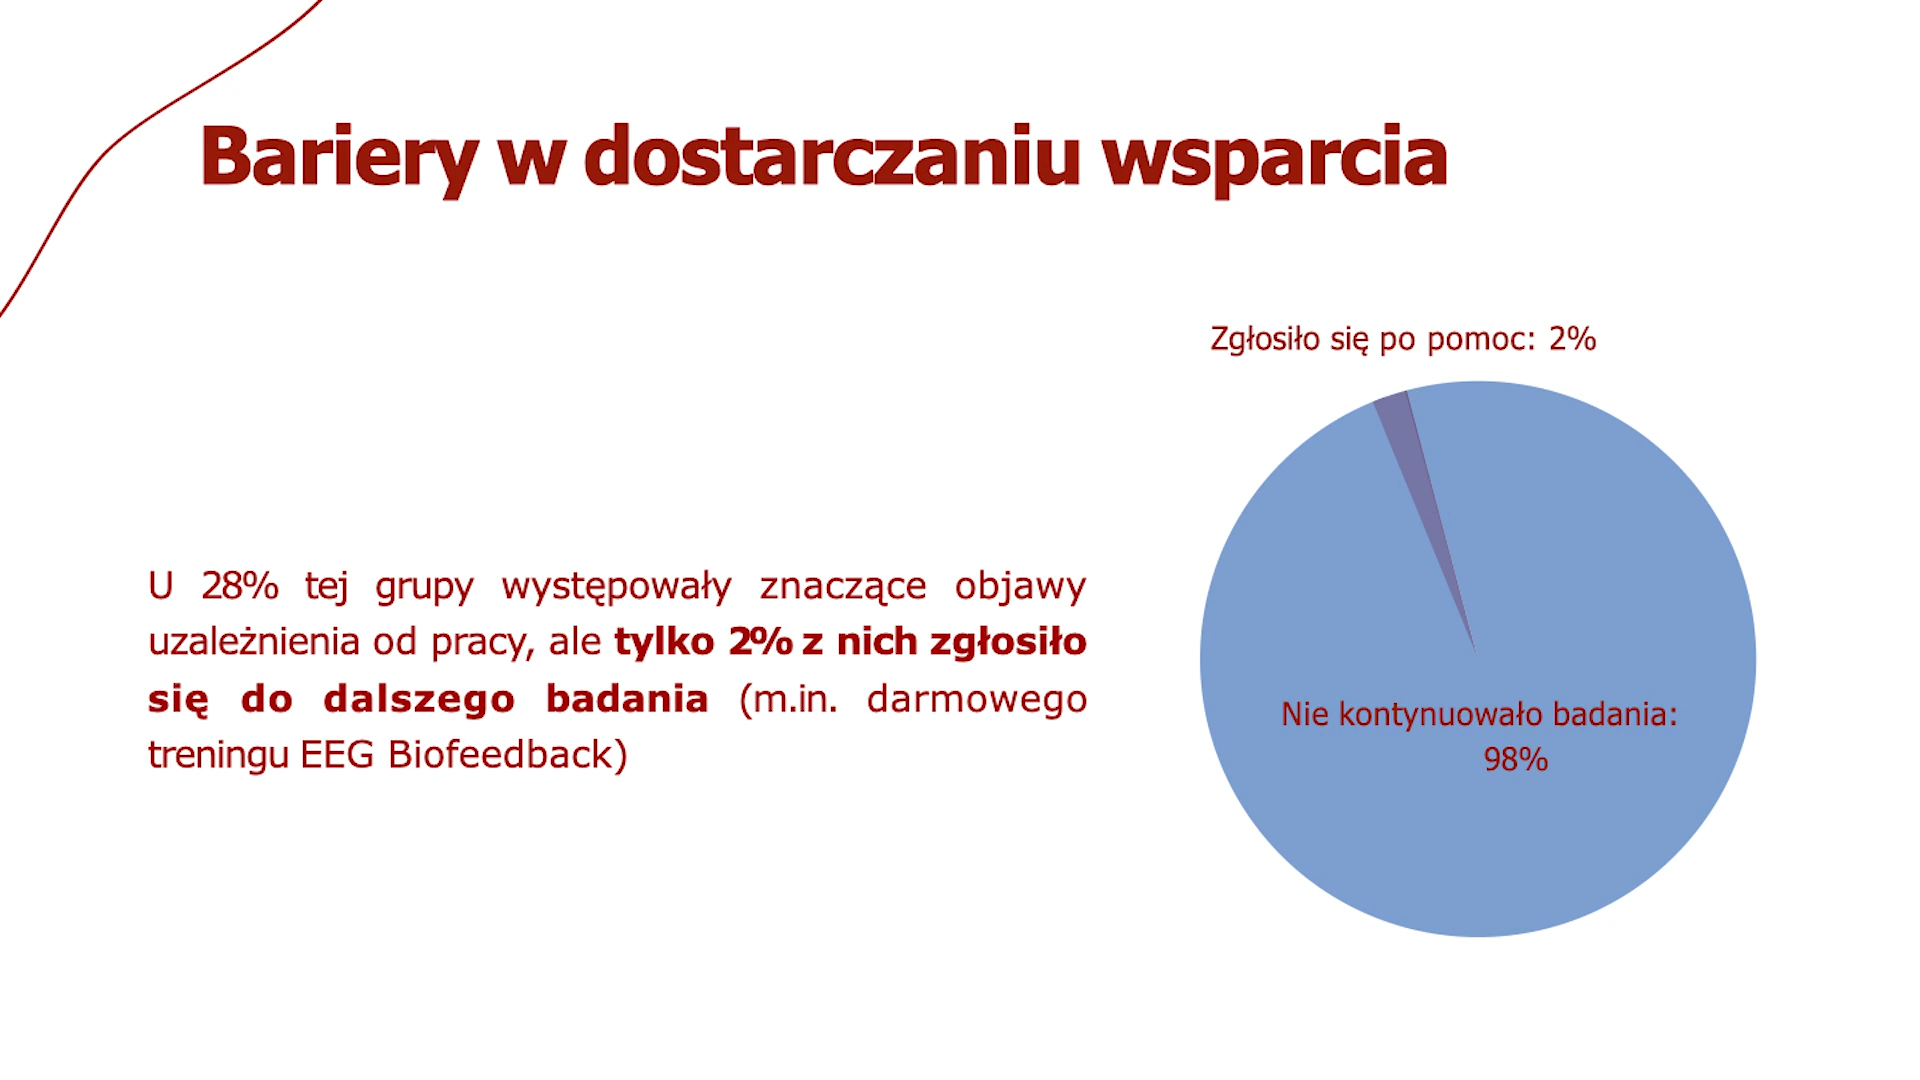 Bariery w dostarczaniu wsparcia
Zgłosiło się po pomoc: 2%
U 28% tej grupy występowały znaczące objawy
uzależnienia od pracy, ale tylko 2% z nich zgłosiło
się do dalszego badania (m.in. darmowego
treningu EEG Biofeedback)
Nie kontynuowało badania:
98%